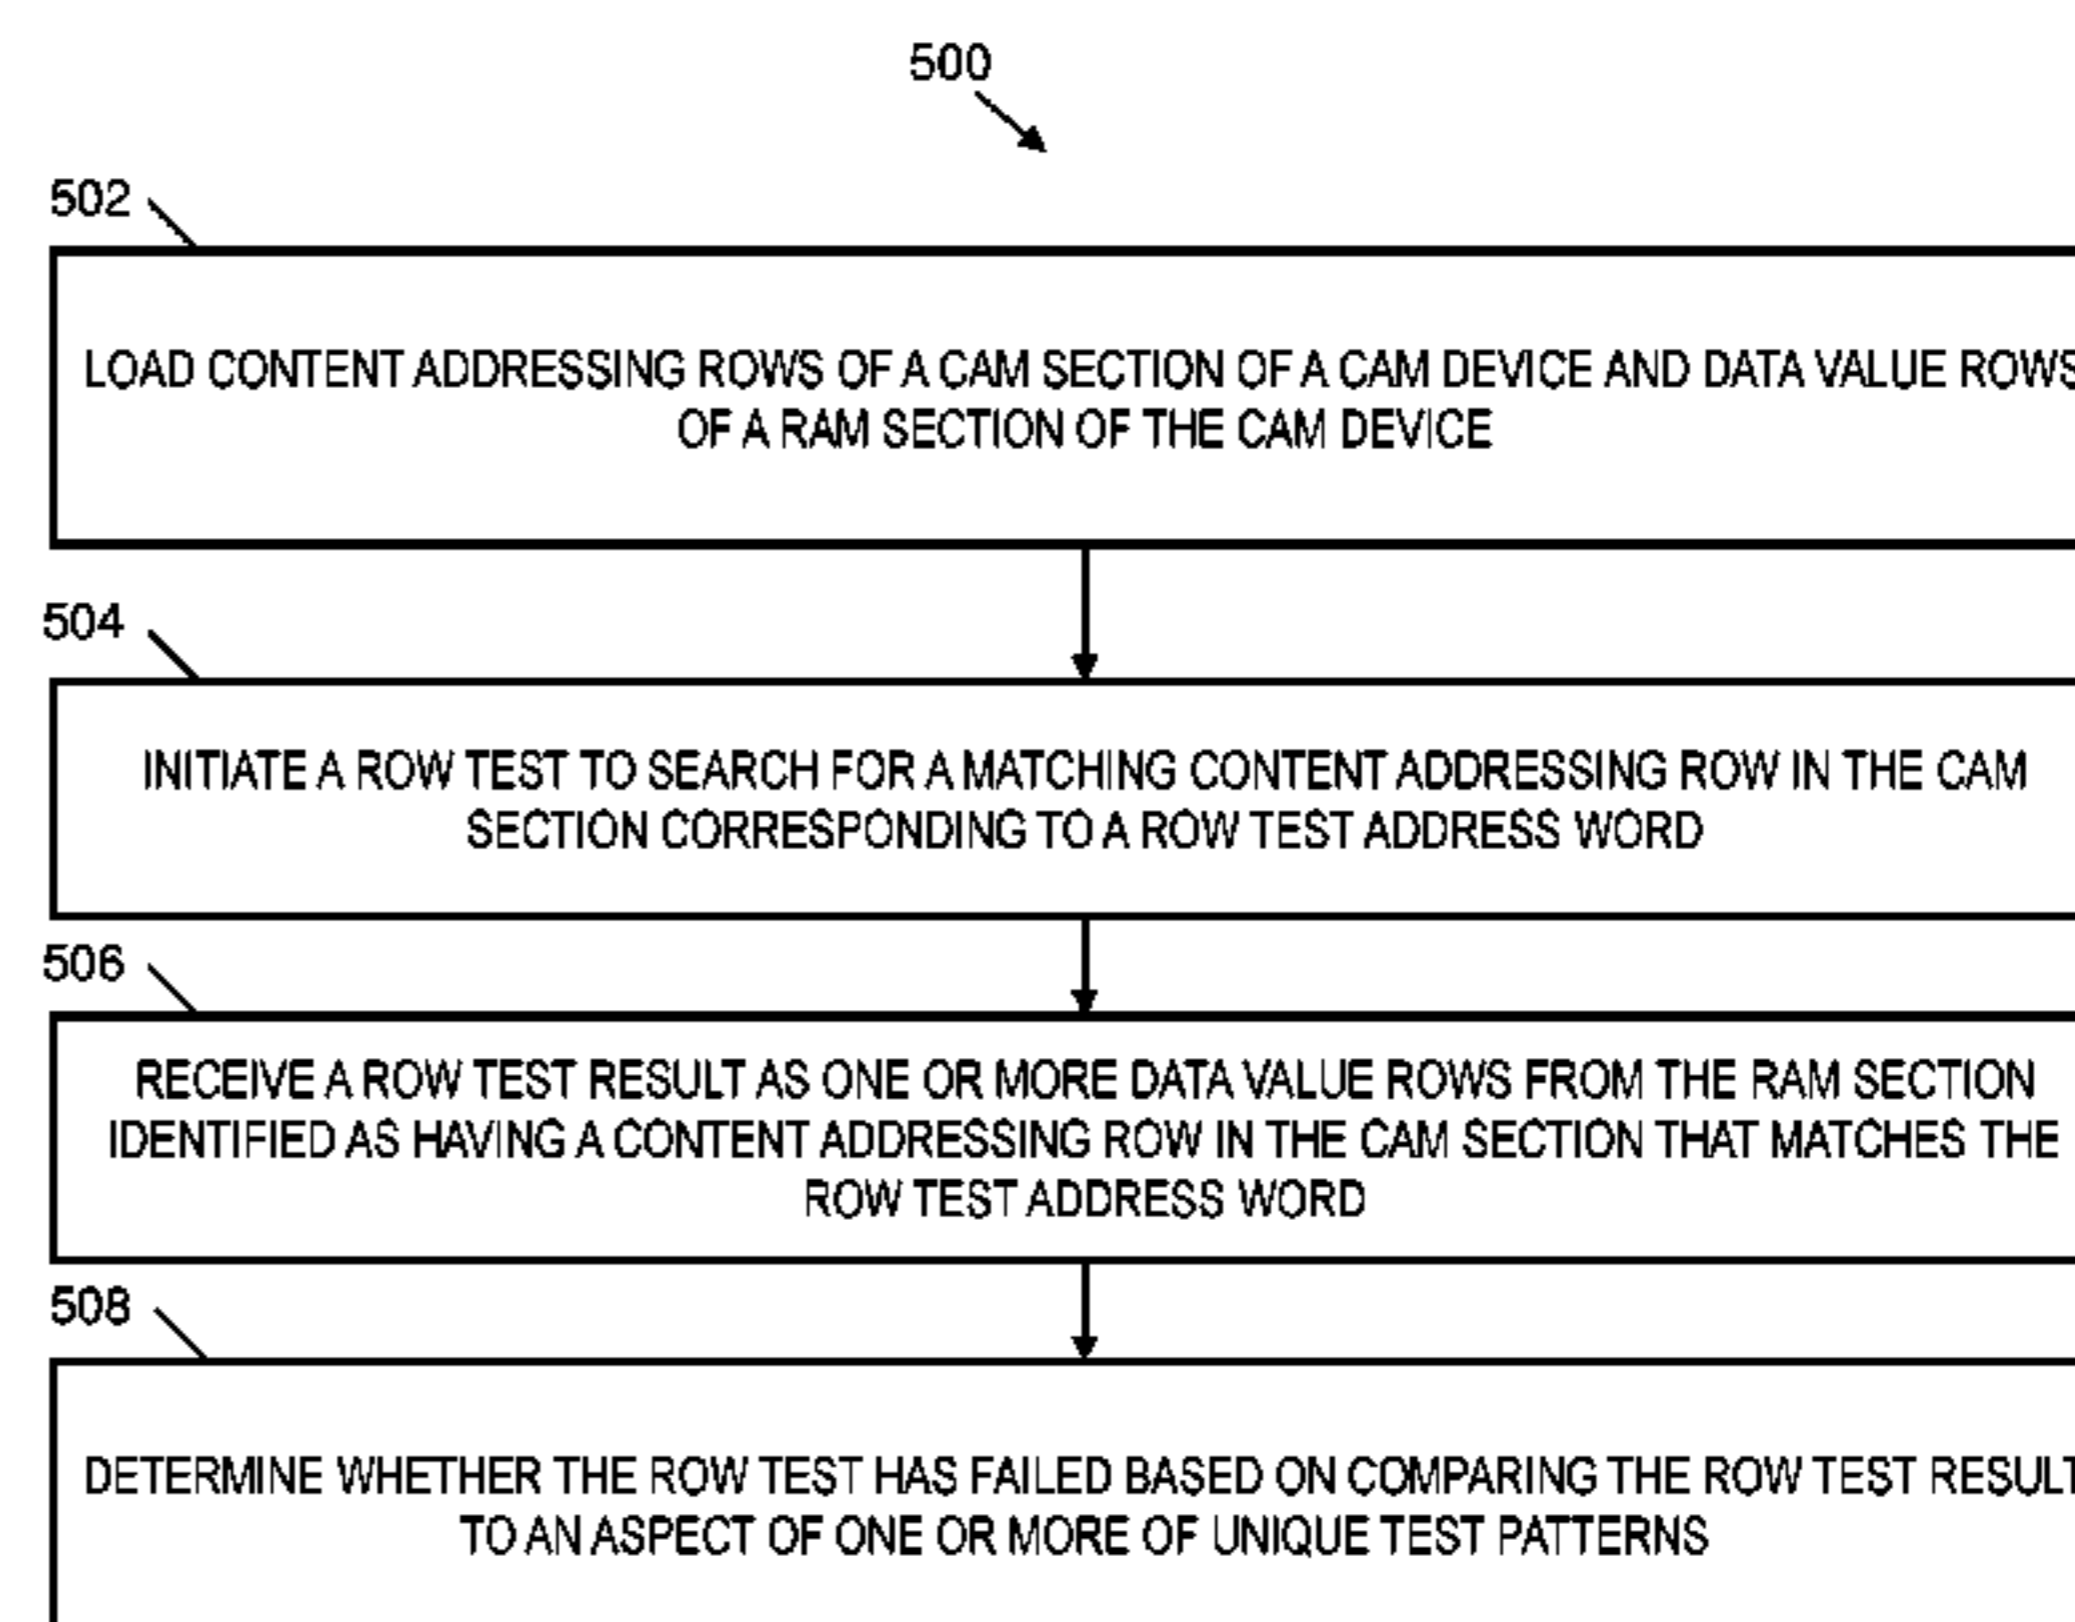 500
502
LOAD CONTENT ADDRESSING ROWS OF A CAM SECTION OF A CAM DEVICE AND DATA VALUE ROWS
OF A RAM SECTION OF THE CAM DEVICE
504
INITIATE A ROW TEST TO SEARCH FOR A MATCHING CONTENT ADDRESSING ROW IN THE CAM
SECTION CORRESPONDING TO A ROW TEST ADDRESS WORD
506
RECEIVE A ROW TEST RESULT AS ONE OR MORE DATA VALUE ROWS FROM THE RAM SECTION
IDENTIFIED AS HAVING A CONTENT ADDRESSING ROW IN THE CAM SECTION THAT MATCHES THE
ROW TEST ADDRESS WORD
508
DETERMINE WHETHER THE ROW TEST HAS FAILED BASED ON COMPARING THE ROW TEST RESULT
TO AN ASPECT OF ONE OR MORE OF UNIQUE TEST PATTERNS